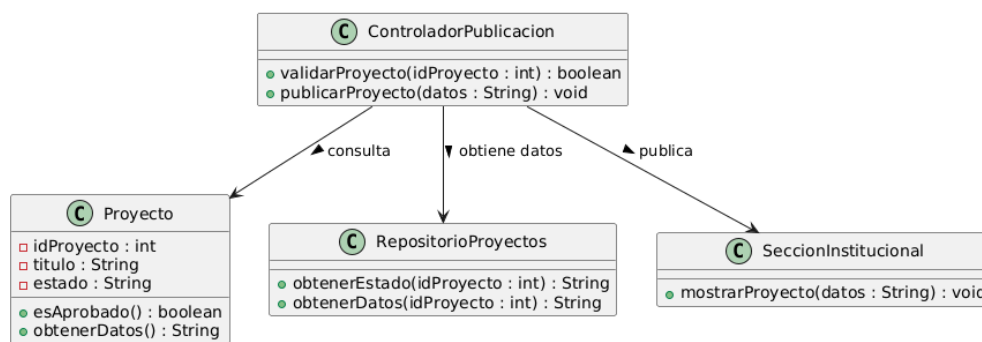 C ControladorPublicacion
validarProyecto(idProyecto : int) : boolean
publicarProyecto(datos : String) : void
consulta
obtiene datos
publica
C Proyecto
idProyecto : int
titulo : String
estado : String
esAprobado() : boolean
obtenerDatos() : String
C RepositorioProyectos
obtenerEstado(idProyecto : int) : String
obtenerDatos(idProyecto : int) : String
C SeccionInstitucional
mostrarProyecto(datos : String) : void